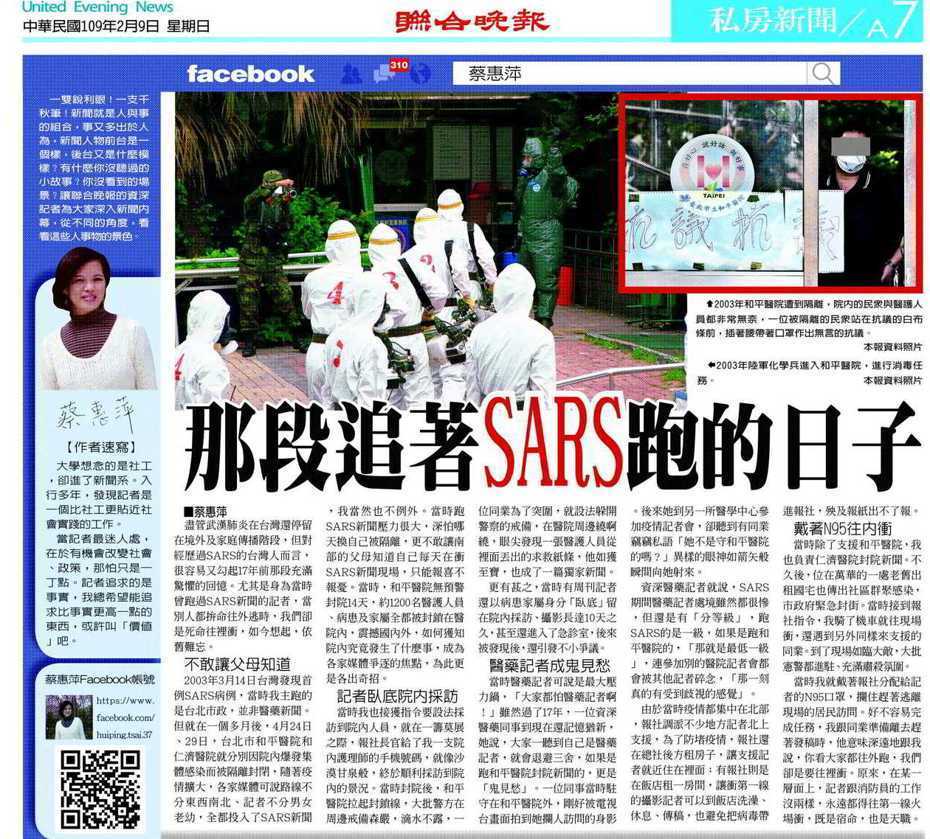 United Evening News
中華民國109年2月9日 星期日
聯合晚報
私房新聞／A7
facebook
310
蔡惠萍
一雙銳利眼！一支千
秋筆！新聞就是人與事
的組合，事又多出於人
為，新聞人物前台是一
個樣，後台又是什麼模
樣？有什麼你沒聽過的
小故事？你沒看到的場
景？讓聯合晚報的資深
記者為大家深入新聞內
幕，從不同的角度，看
看這些人事物的景色。
蔡惠萍
【作者速寫】
大學想念的是社工
，卻進了新聞系。入
行多年，發現記者是
一個比社工更貼近社
會實踐的工作。
當記者最迷人處，
在於有機會改變社會
、政策，那怕只是一
丁點。記者追求的是
事實，我總希望能追
求比事實更高一點的
東西，或許叫「價值
」吧。
蔡惠萍Facebook帳號
https://www.
facebook.com/
huiping.tsai.37
TAIPEI
抗議 抗議
⬆2003年和平醫院遭到隔離，院內的民衆與醫護人
員都非常無奈，一位被隔離的民衆站在抗議的白布
條前，插著腰帶著口罩作出無言的抗議。
本報資料照片
⬅2003年陸軍化學兵進入和平醫院，進行消毒任
務。 本報資料照片
那段追著SARS跑的日子
■蔡惠萍
盡管武漢肺炎在台灣還停留
在境外及家庭傳播階段，但對
經歷過SARS的台灣人而言，
很容易又勾起17年前那段充滿
驚懼的回憶。尤其是身為當時
曾跑過SARS新聞的記者，當
別人都拚命往外逃時，我們卻
是死命往裡衝，如今想起，依
舊難忘。
不敢讓父母知道
2003年3月14日台灣發現首
例SARS病例，當時我主跑的
是台北市政，並非醫藥新聞。
但就在一個多月後，4月24日
、29日，台北市和平醫院和
仁濟醫院就分別因院內爆發集
體感染而被隔離封閉，隨著疫
情擴大，各家媒體可說路線不
分東西南北、記者不分男女
老幼，全都投入了SARS新聞
，我當然也不例外。當時跑
SARS新聞壓力很大，深怕哪
天換自己被隔離，更不敢讓南
部的父母知道自己每天在衝
SARS新聞現場，只能報喜不
報憂。當時，和平醫院無預警
封院14天，約1200名醫護人員
、病患及家屬全都被封鎖在醫
院內，震撼國內外，如何獲知
院內究竟發生了什麼事，成為
各家媒體爭逐的焦點，為此更
是各出奇招。
記者臥底院內採訪
當時我也接獲指令要設法採
訪到院內人員，就在一籌莫展
之際，報社長官給了我一支院
內護理師的手機號碼，就像沙
漠甘泉般，終於順利採訪到院
內的景況。當時封院後，和平
醫院拉起封鎖線，大批警方在
周邊戒備森嚴，滴水不露，一
位同業為了突圍，就設法躲開
警察的戒備，在醫院周邊繞啊
繞，眼尖發現一張醫護人員從
裡面丟出的求救紙條，他如獲
至寶，也成了一篇獨家新聞。
更有甚之，當時有周刊記者
還以病患家屬身分「臥底」留
在院內採訪、攝影長達10天之
久，甚至還進入了急診室，後來
被發現後，還引發不小爭議。
醫藥記者成鬼見愁
當時醫藥記者可說是最大壓
力鍋，「大家都怕醫藥記者啊
！」雖然過了17年，一位資深
醫藥同事到現在還記憶猶新，
她說，大家一聽到自己是醫藥
記者，就會退避三舍，如果是
跑和平醫院封院新聞的，更是
「鬼見愁」。一位同事當時駐
守在和平醫院外，剛好被電視
台畫面拍到她攔人訪問的身影
。後來她到另一所醫學中心參
加疫情記者會，卻聽到有同業
竊竊私語「她不是守和平醫院
的嗎？」異樣的眼神如箭矢般
瞬間向她射來。
資深醫藥記者就說，SARS
期間醫藥記者處境雖然都很慘
，但還是有「分等級」，跑
SARS的是一級，如果是跑和
平醫院的，「那就是最低一級
」，連參加別的醫院記者會都
會被其他記者碎念，「那一刻
真的有受到歧視的感覺」。
由於當時疫情都集中在北部
，報社調派不少地方記者北上
支援，為了防堵疫情，報社還
在總社後方租房子，讓支援記
者就近住在裡面；有報社則是
在飯店租一房間，讓衝第一線
的攝影記者可以到飯店洗澡、
休息、傳稿，也避免把病毒帶
進報社，殃及報紙出不了報。
戴著N95往內衝
當時除了支援和平醫院，我
也負責仁濟醫院封院新聞。不
久後，位在萬華的一處老舊出
租國宅也傳出社區群聚感染，
市政府緊急封街。當時接到報
社指令，我騎了機車就往現場
衝，還遇到另外同樣來支援的
同業。到了現場如臨大敵，大批
憲警都進駐、充滿肅殺氛圍。
當時我就戴著報社分配給記
者的N95口罩，攔住趕著逃離
現場的居民訪問。好不容易完
成任務，我跟同業準備離去趕
著發稿時，他意味深遠地跟我
說，你看大家都往外跑，我們
卻是要往裡衝。原來，在某一
層面上，記者跟消防員的工作
沒兩樣，永遠都得往第一線火
場衝，既是宿命，也是天職。